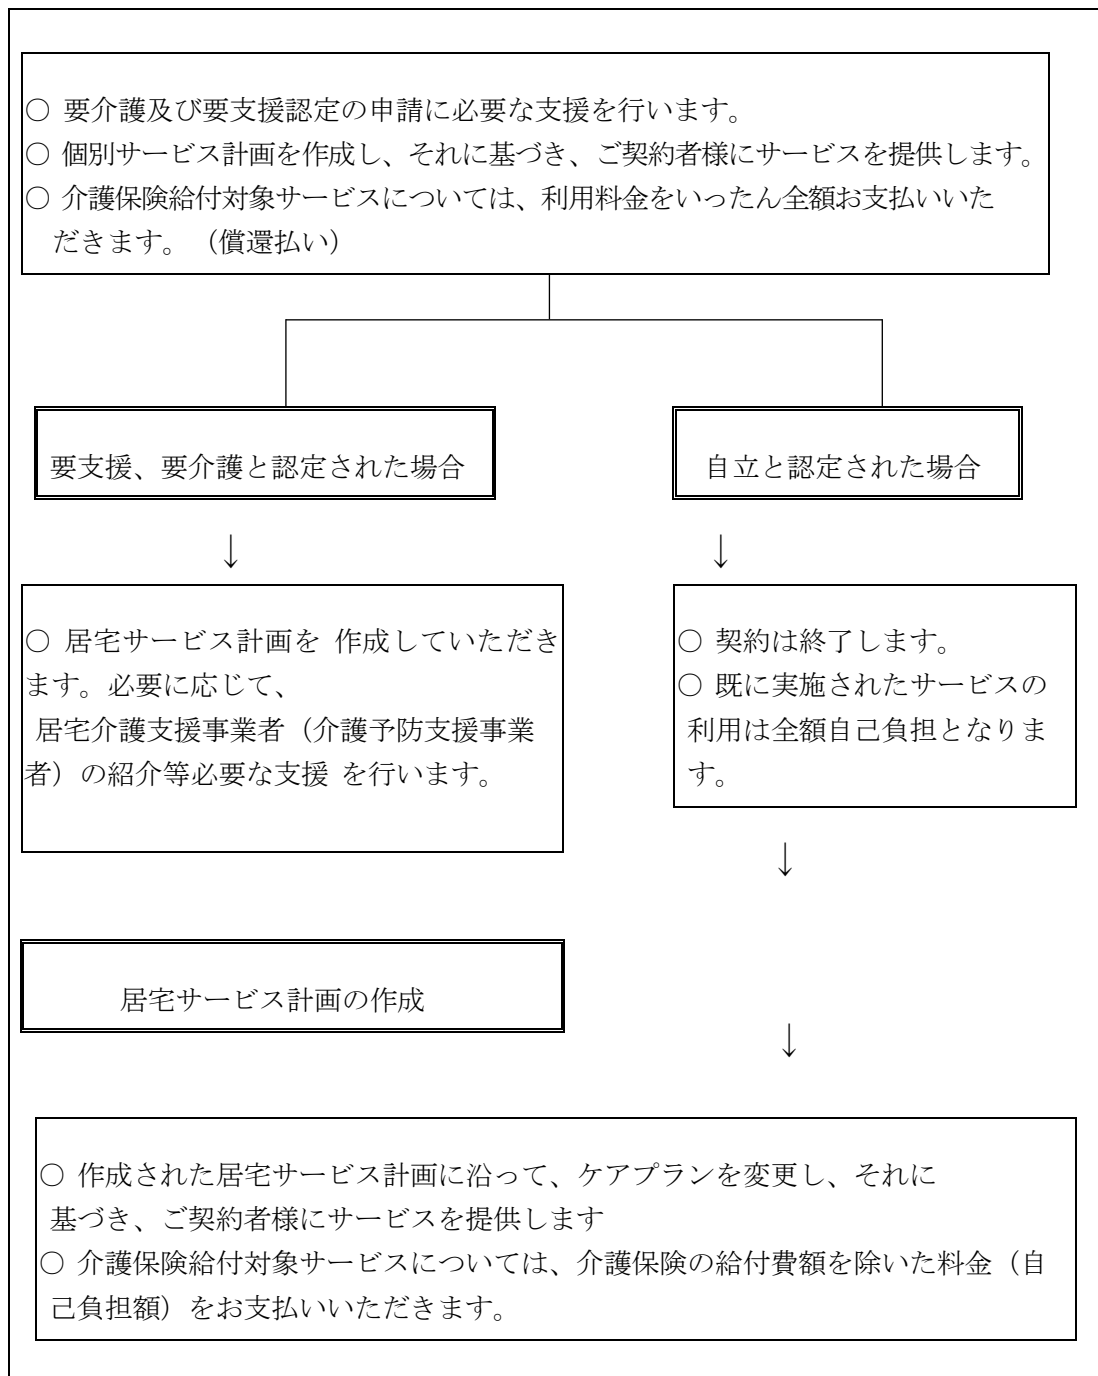 ○ 要介護及び要支援認定の申請に必要な支援を行います。
○ 個別サービス計画を作成し、それに基づき、ご契約者様にサービスを提供します。
○ 介護保険給付対象サービスについては、利用料金をいったん全額お支払いいた
だきます。（償還払い）
要支援、要介護と認定された場合
自立と認定された場合
↓
↓
○ 居宅サービス計画を 作成していただき
ます。必要に応じて、
居宅介護支援事業者（介護予防支援事業
者）の紹介等必要な支援 を行います。
○ 契約は終了します。
○ 既に実施されたサービスの
利用は全額自己負担となりま
す。
↓
居宅サービス計画の作成
↓
○ 作成された居宅サービス計画に沿って、ケアプランを変更し、それに
基づき、ご契約者様にサービスを提供します
○ 介護保険給付対象サービスについては、介護保険の給付費額を除いた料金（自
己負担額）をお支払いいただきます。